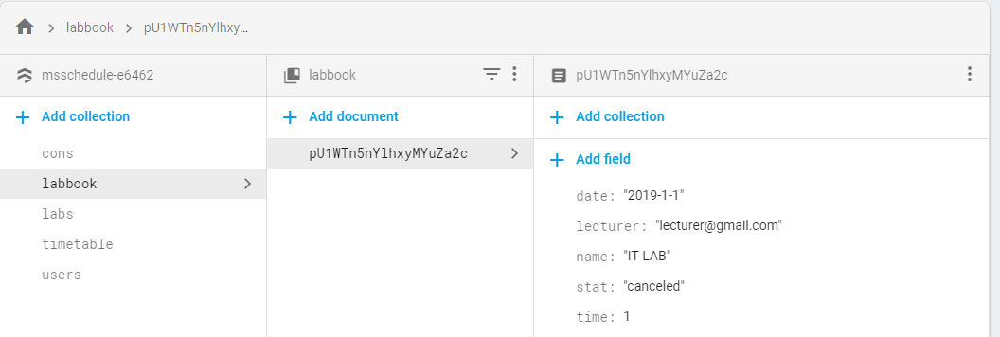 labbook
pU1WTn5nYlhxy...
msschedule-e6462
labbook
pU1WTn5nYlhxyMYuZa2c
Add collection
Add document
Add collection
cons
labbook
labs
timetable
users
pU1WTn5nYlhxyMYuZa2c
Add field
date: "2019-1-1"
lecturer: "lecturer@gmail.com"
name: "IT LAB"
stat: "canceled"
time: 1